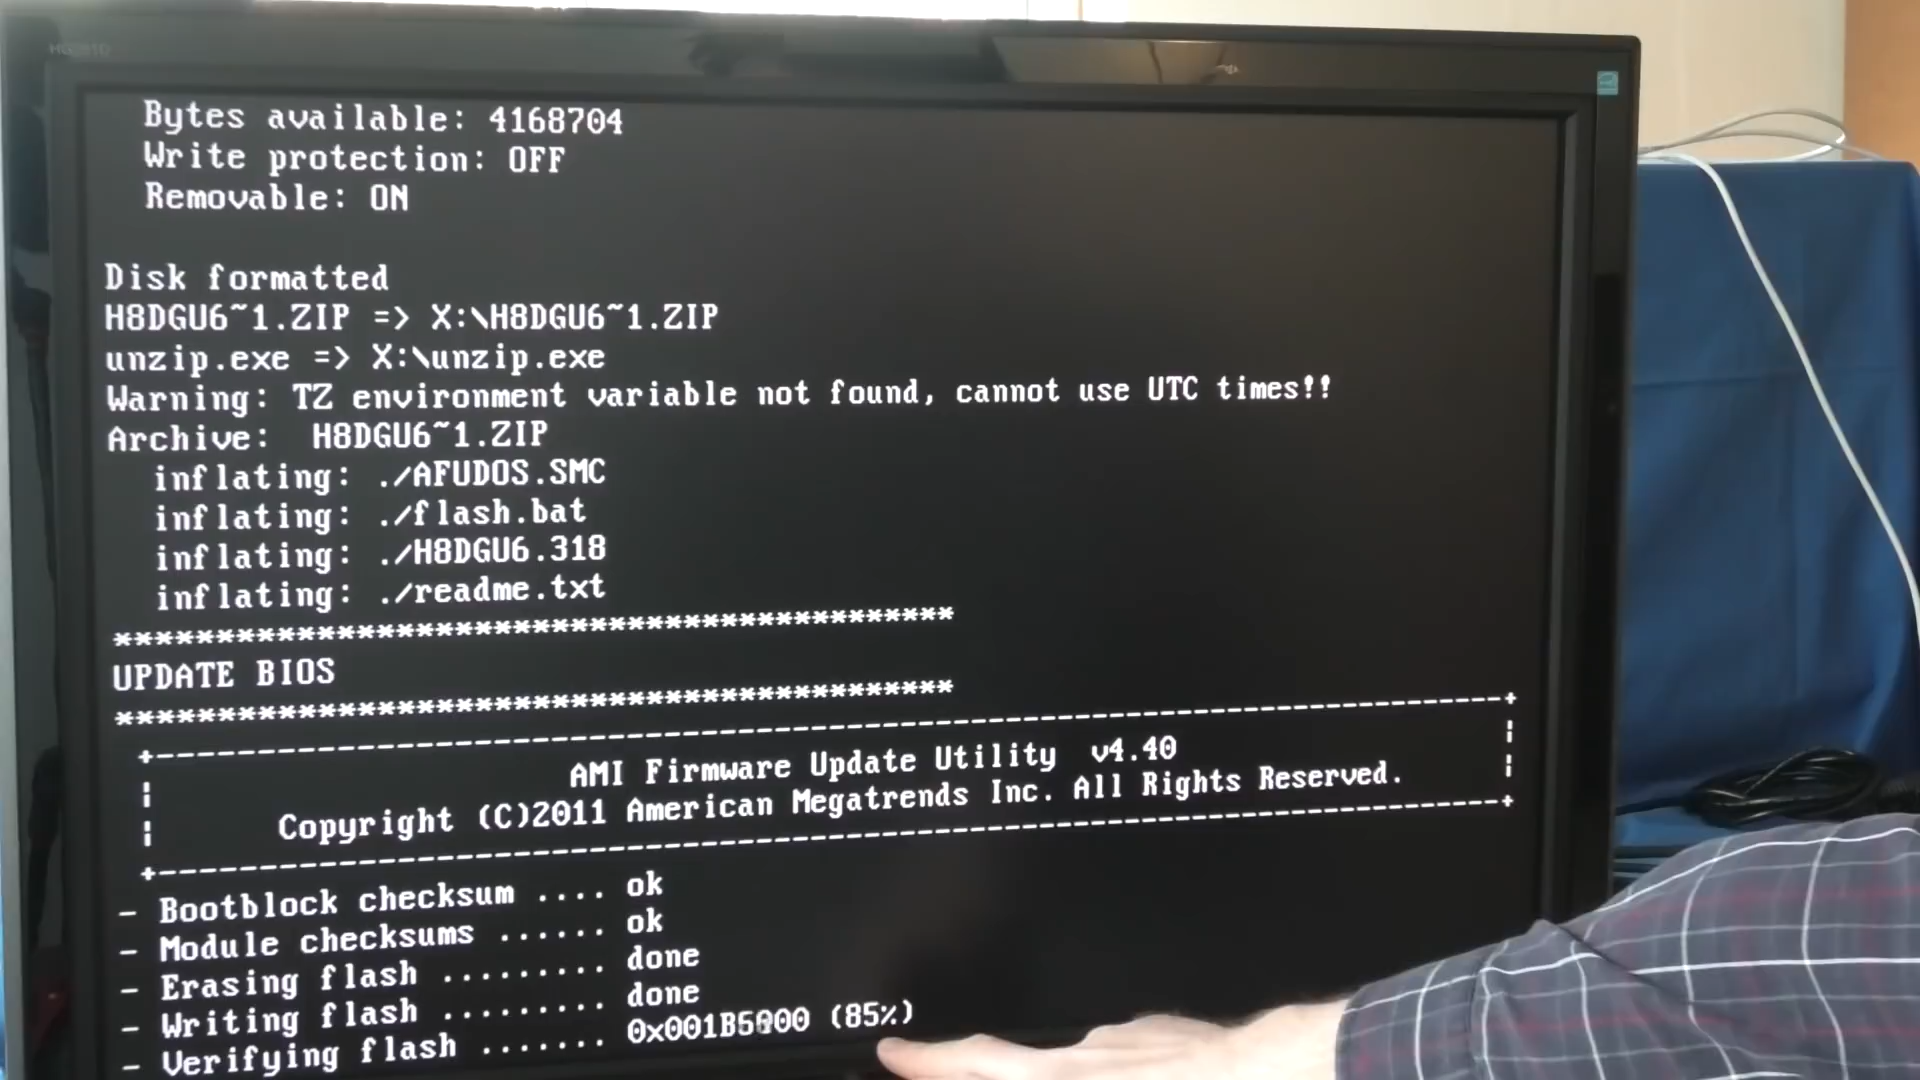 Bytes available: 4168704
Write protection: OFF
Removable: ON
Disk formatted
H8DGU6~1.ZIP => X:\H8DGU6~1.ZIP
unzip.exe => X:\unzip.exe
Warning: TZ environment variable not found, cannot use UTC times!!
Archive: H8DGU6~1.ZIP
inflating: ./AFUDOS.SMC
inflating: ./flash.bat
inflating: ./H8DGU6.318
inflating: ./readme.txt
******************************************
UPDATE BIOS
******************************************
AMI Firmware Update Utility v4.40
Copyright (C)2011 American Megatrends Inc. All Rights Reserved.
- Bootblock checksum .... ok
- Module checksums ...... ok
- Erasing flash ......... done
- Writing flash ......... done
- Verifying flash ....... 0x001B5000 (85%)